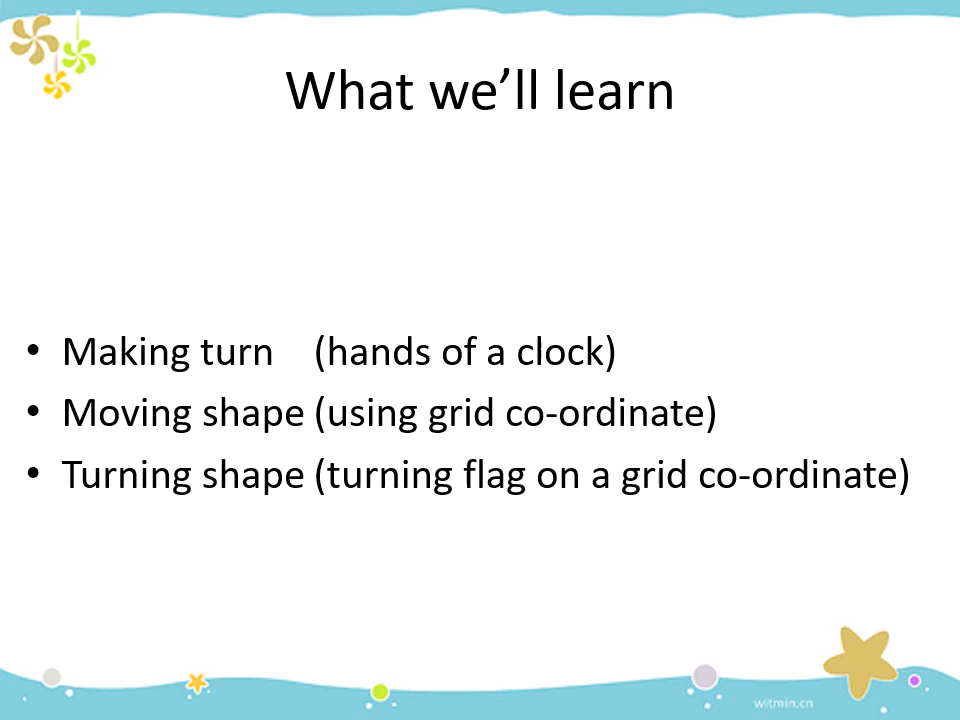 What we’ll learn
• Making turn (hands of a clock)
• Moving shape (using grid co-ordinate)
• Turning shape (turning flag on a grid co-ordinate)
witmin.cn